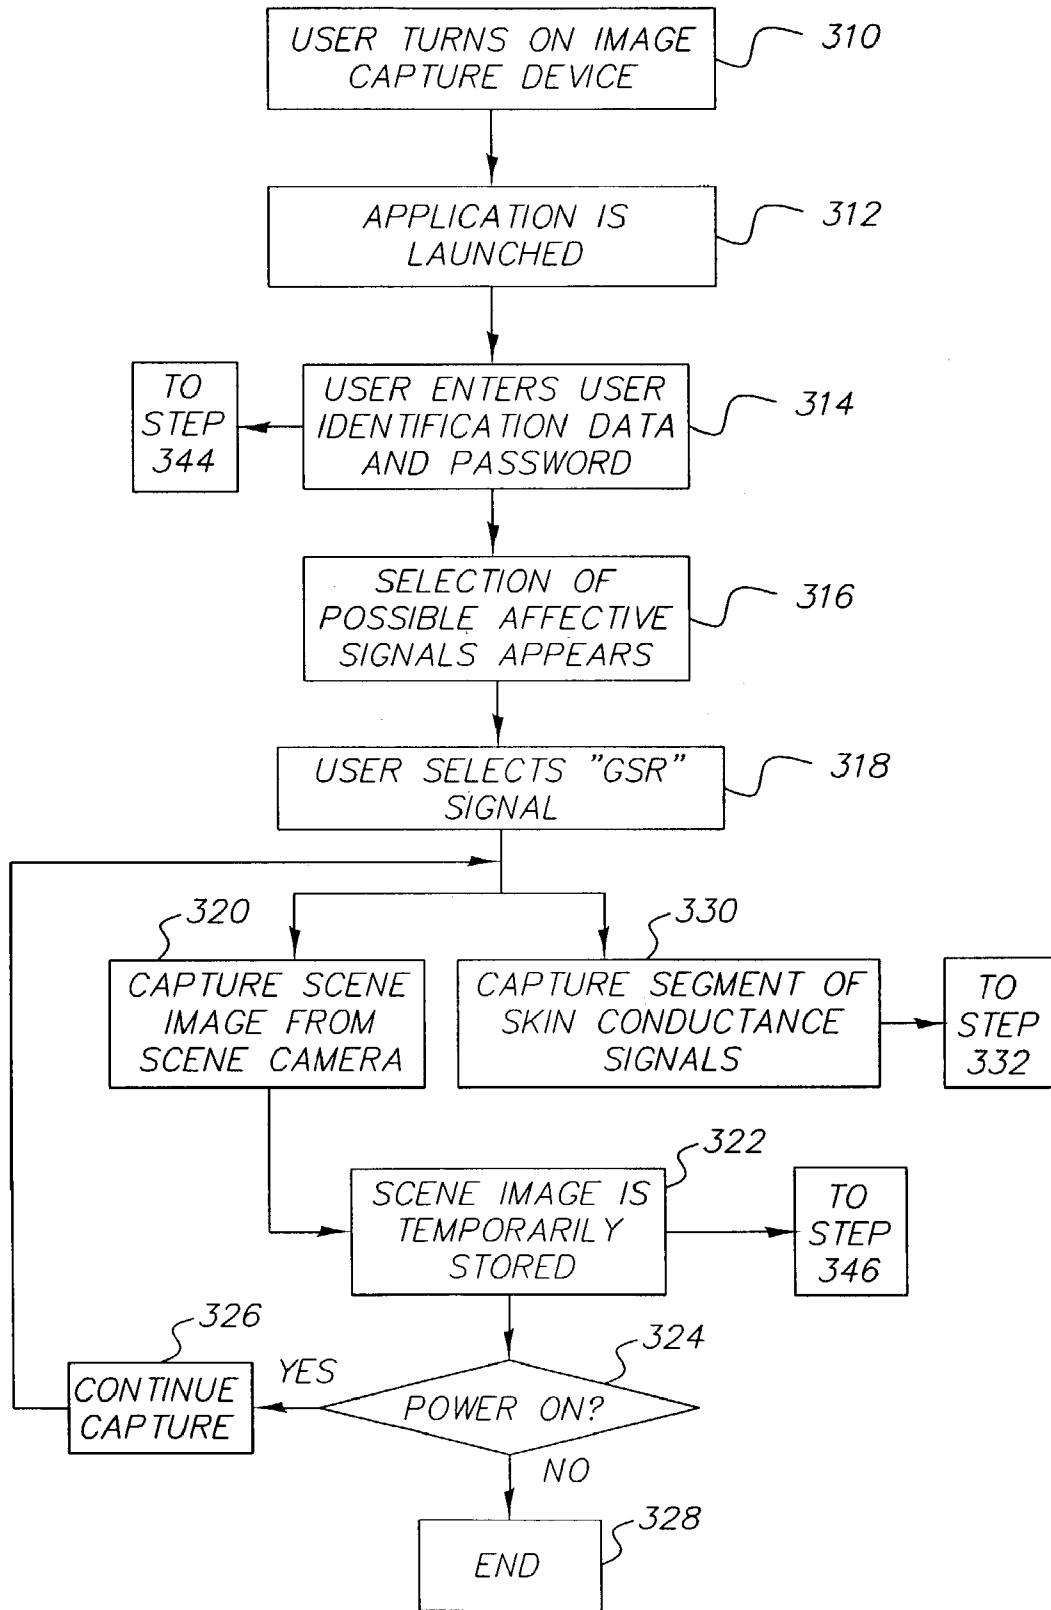 USER TURNS ON IMAGE
CAPTURE DEVICE
310
APPLICATION IS
LAUNCHED
312
TO
STEP
344
USER ENTERS USER
IDENTIFICATION DATA
AND PASSWORD
314
SELECTION OF
POSSIBLE AFFECTIVE
SIGNALS APPEARS
316
USER SELECTS "GSR"
SIGNAL
318
320
CAPTURE SCENE
IMAGE FROM
SCENE CAMERA
330
CAPTURE SEGMENT OF
SKIN CONDUCTANCE
SIGNALS
TO
STEP
332
322
SCENE IMAGE IS
TEMPORARILY
STORED
TO
STEP
346
326
CONTINUE
CAPTURE
YES
324
POWER ON?
NO
328
END